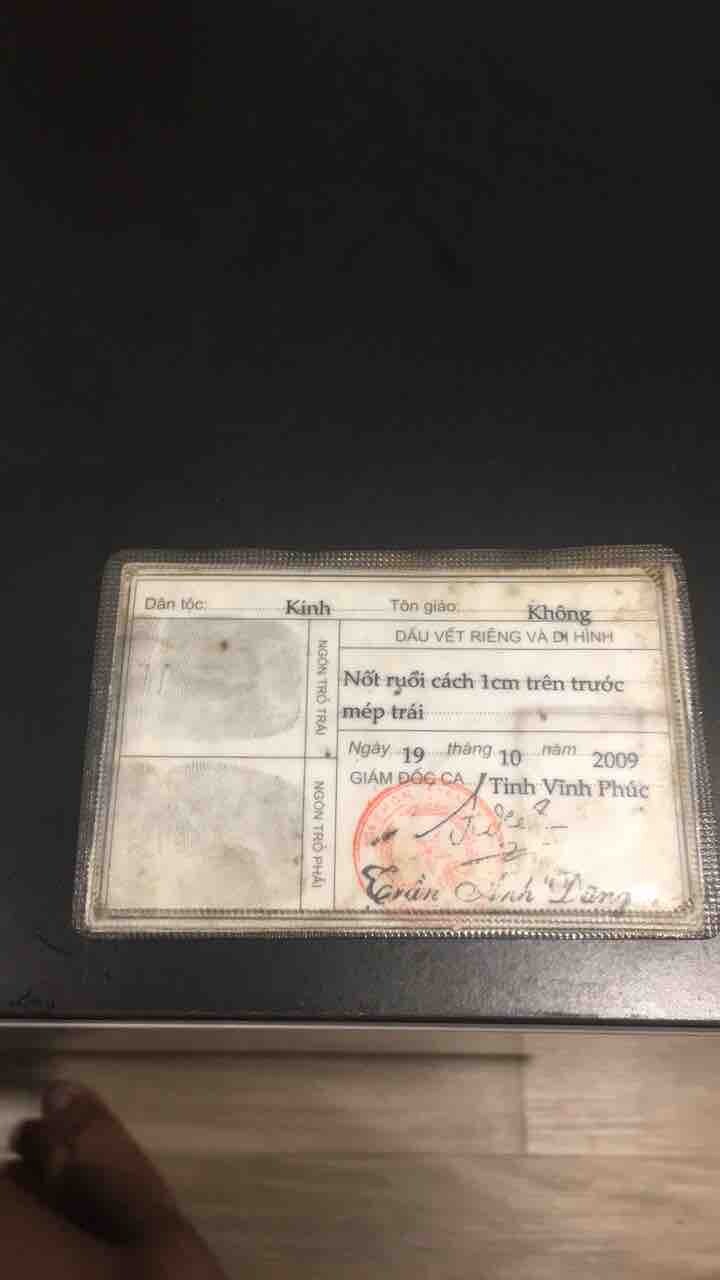 Dân tộc: Kinh Tôn giáo: Không
NGÓN TRỎ TRÁI
DẤU VẾT RIÊNG VÀ DỊ HÌNH
Nốt ruồi cách 1cm trên trước
mép trái
NGÓN TRỎ PHẢI
Ngày 19 tháng 10 năm 2009
GIÁM ĐỐC CA Tỉnh Vĩnh Phúc
Trần Anh Dũng